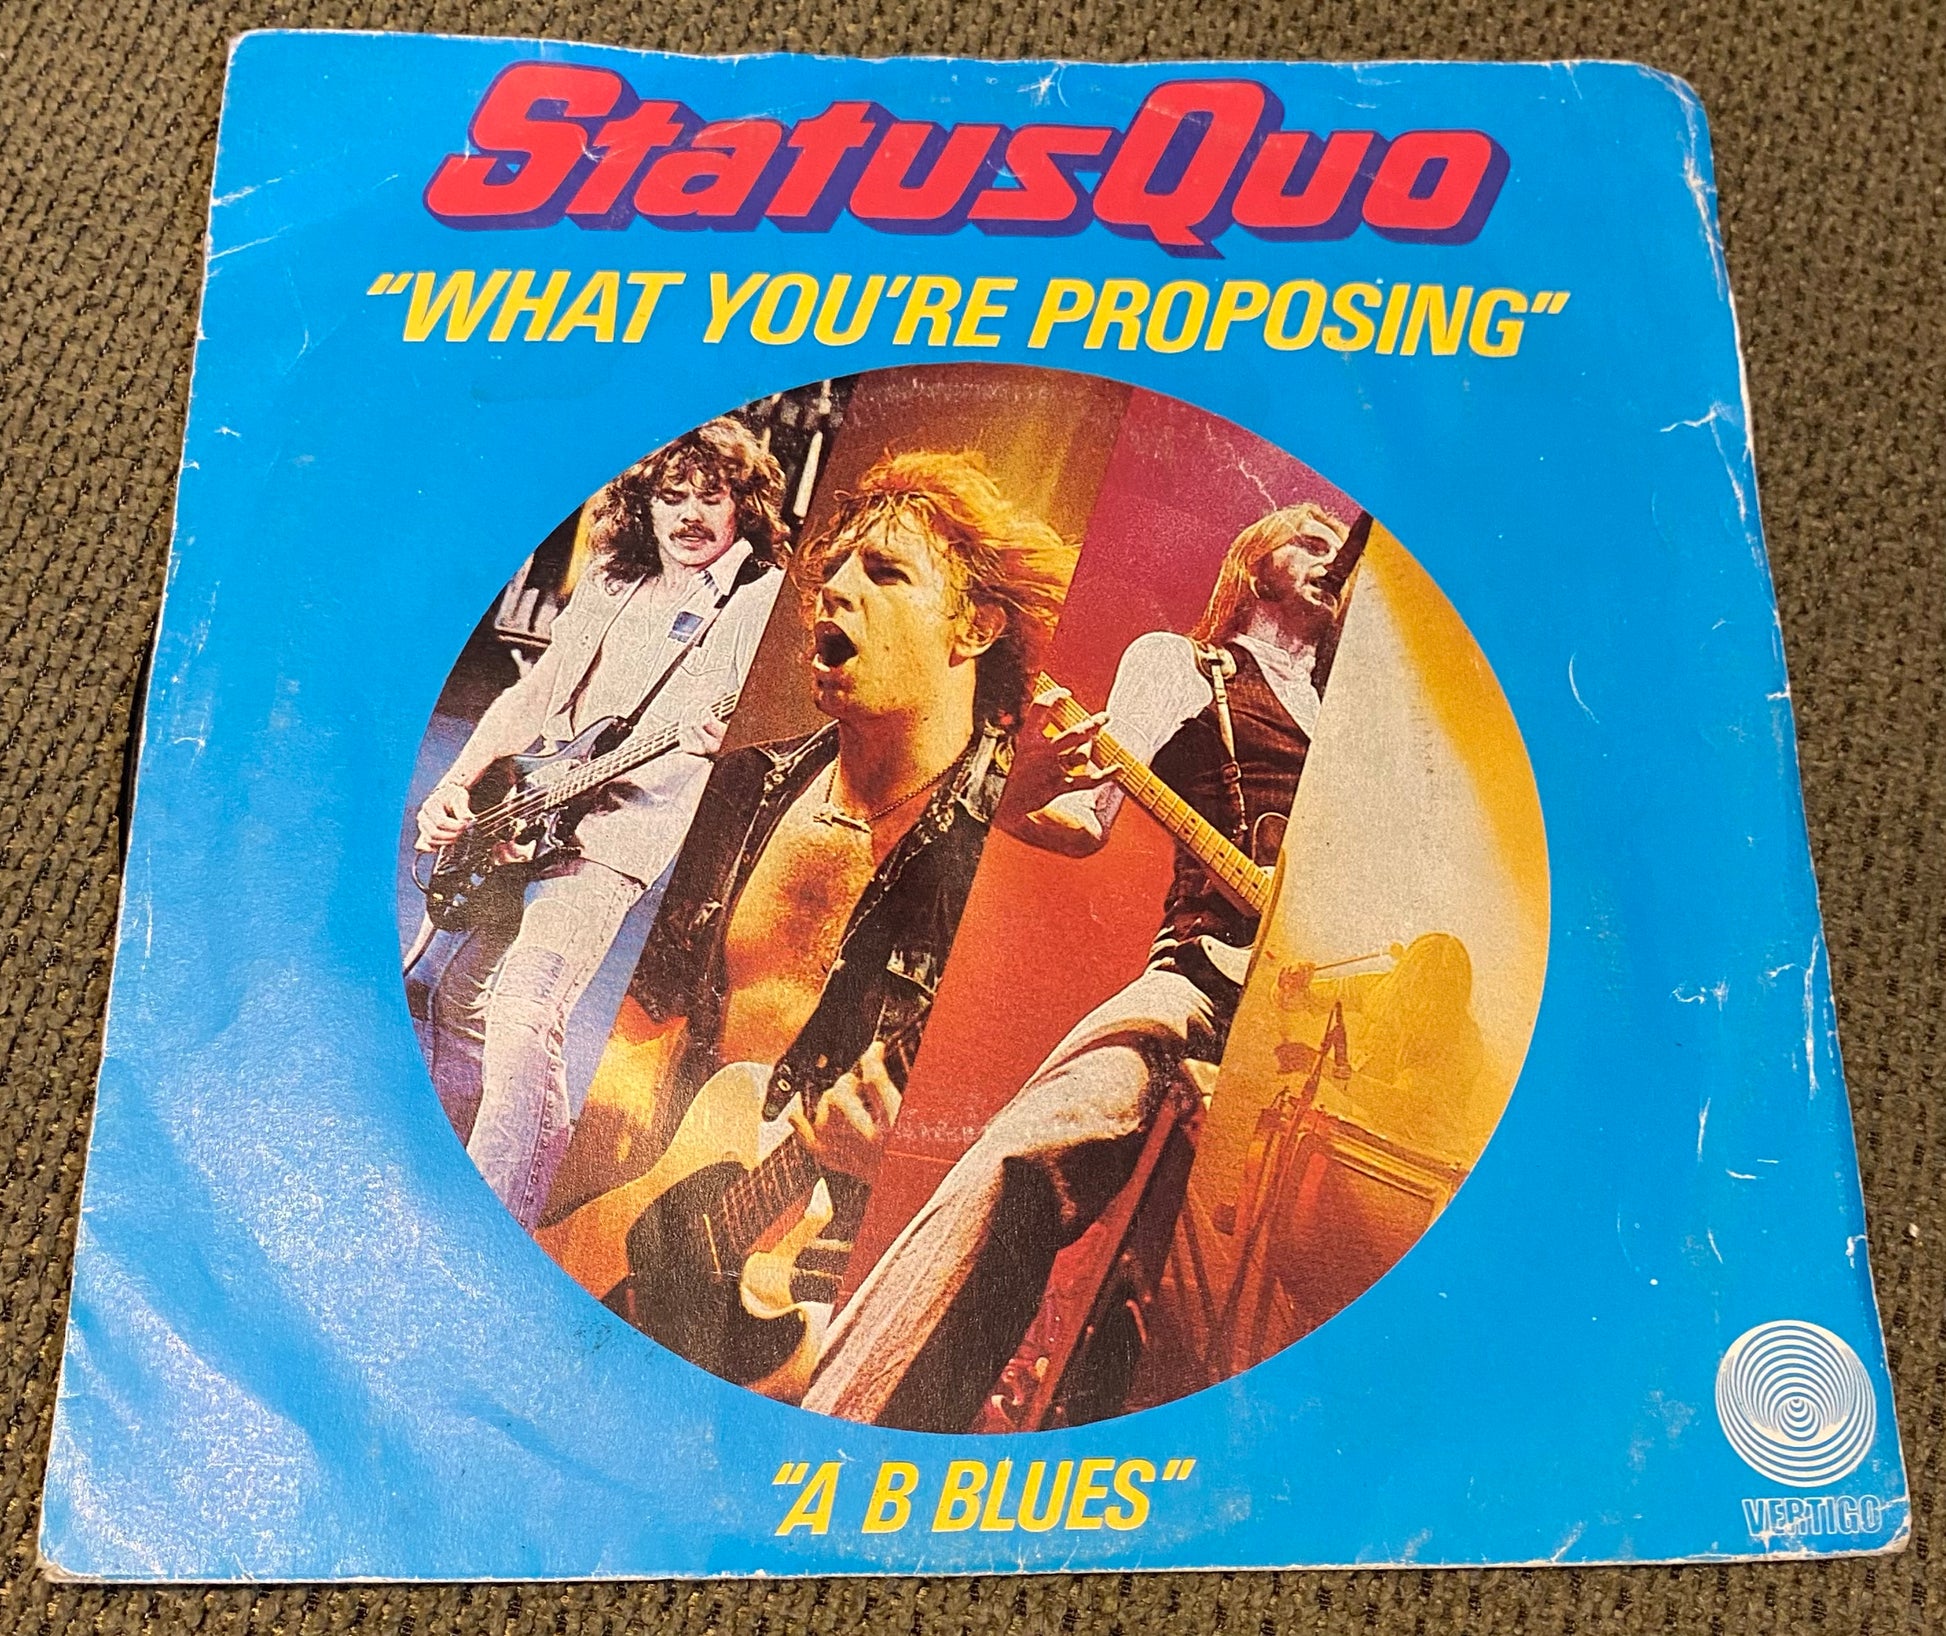 StatusQuo
"WHAT YOU'RE PROPOSING"
"A B BLUES"
VERTIGO